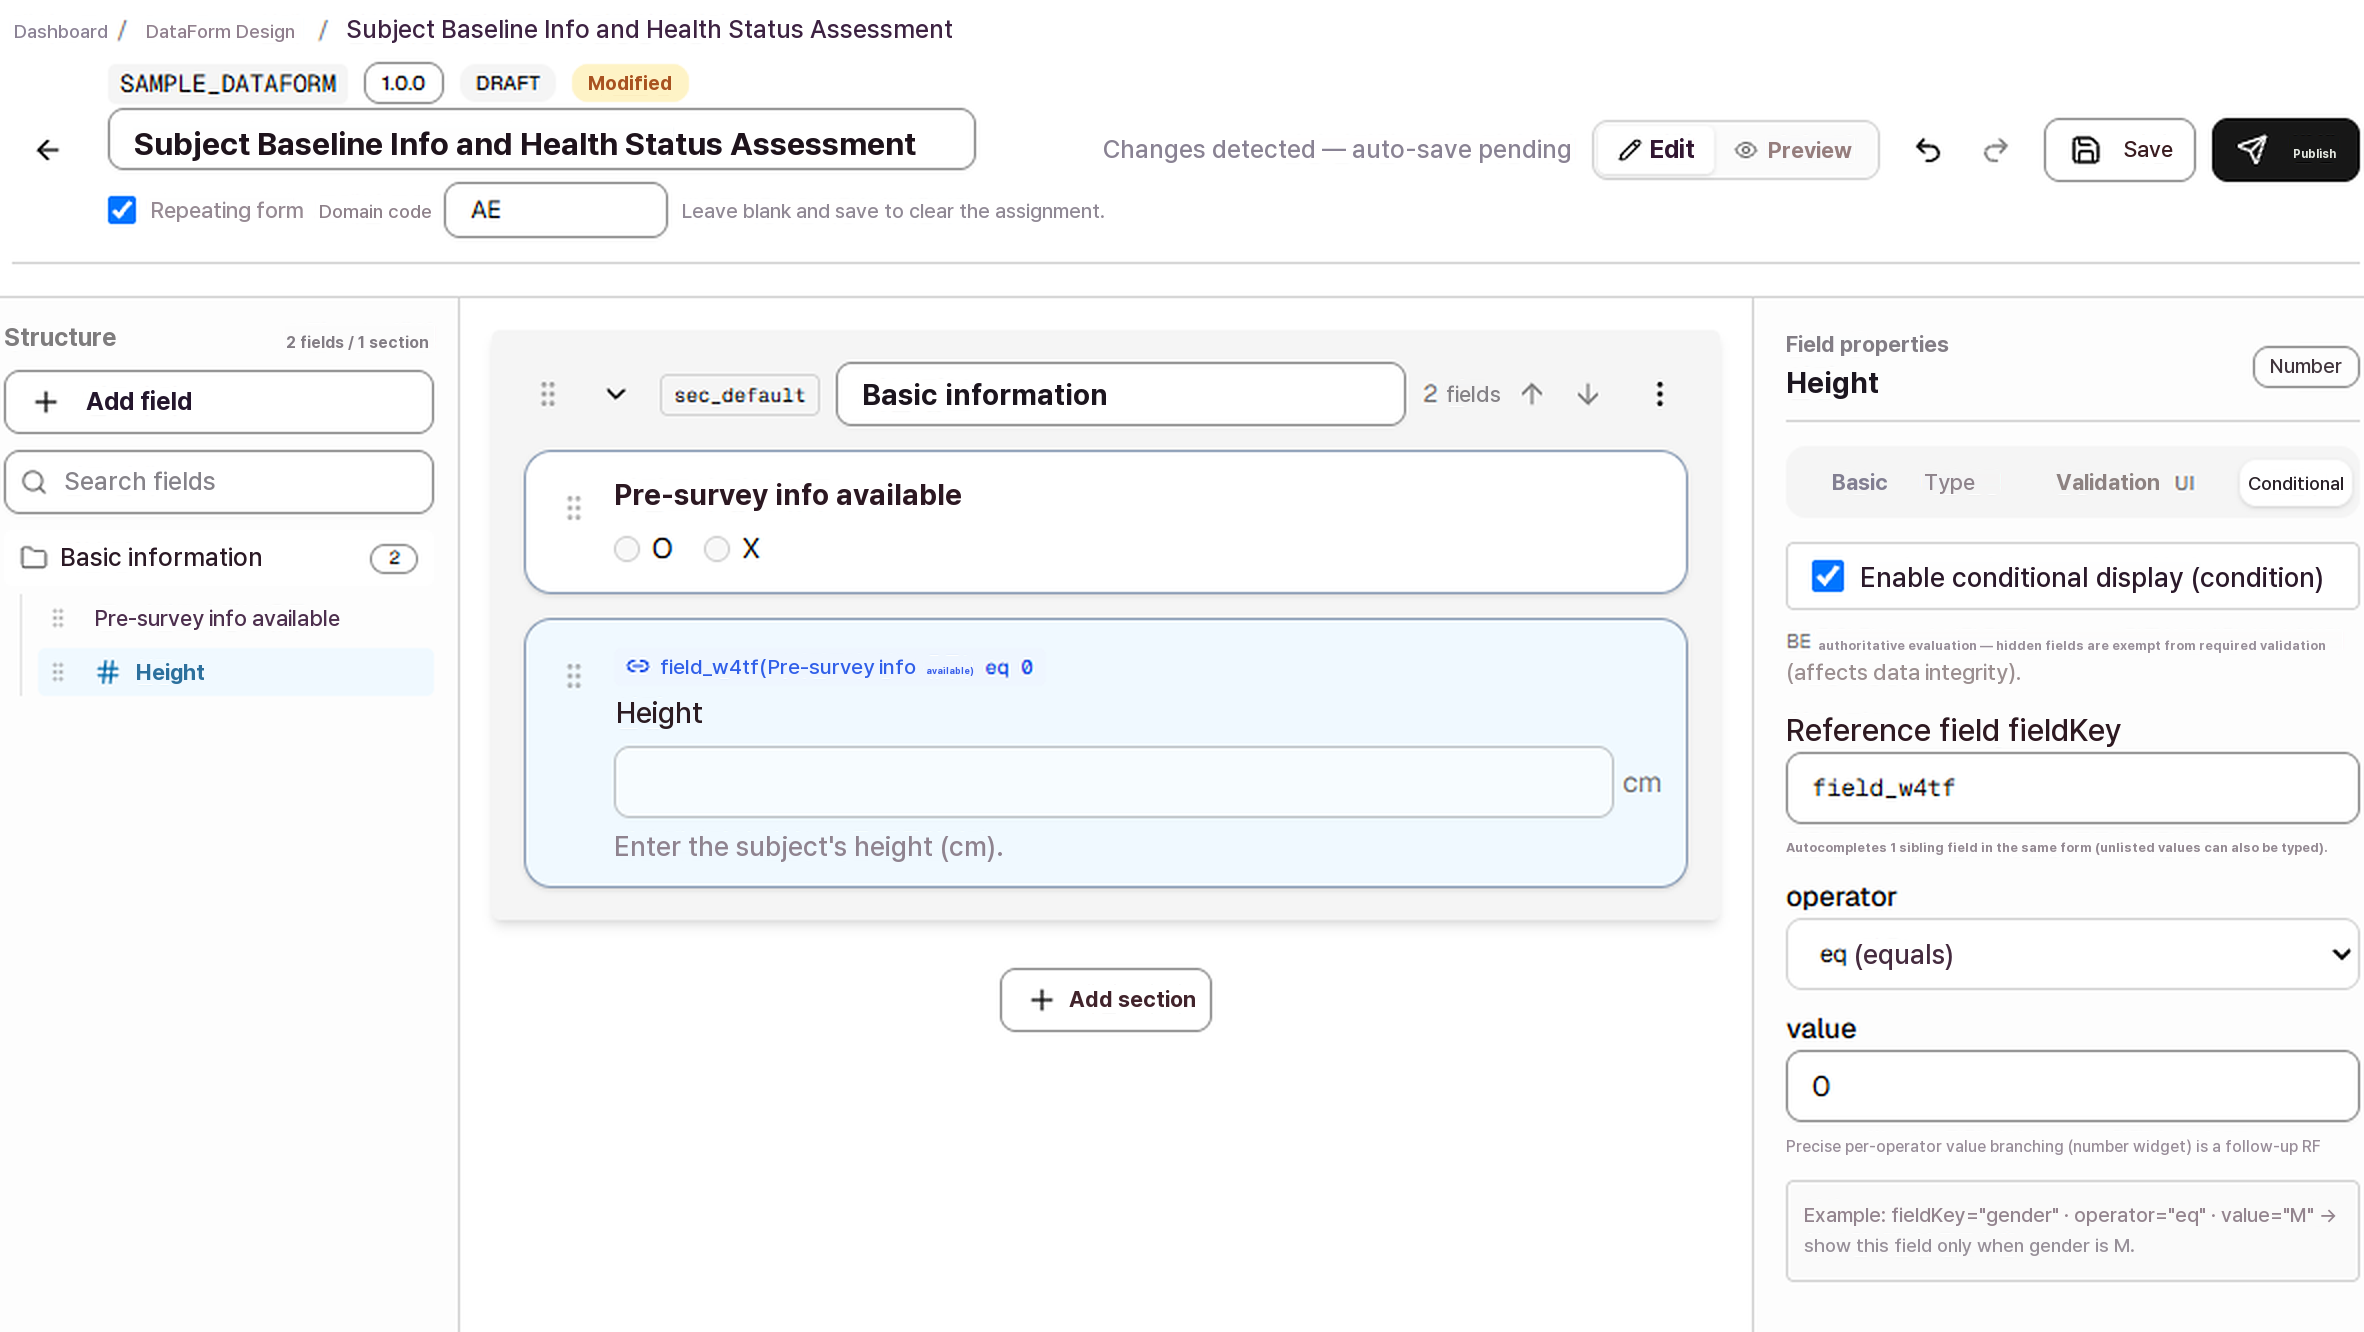 Dashboard / DataForm Design / Subject Baseline Info and Health Status Assessment
SAMPLE_DATAFORM 1.0.0 DRAFT Modified
Subject Baseline Info and Health Status Assessment
Changes detected — auto-save pending Edit Preview Save Publish
Repeating form Domain code AE Leave blank and save to clear the assignment.
Structure 2 fields / 1 section
Add field
Search fields
Basic information 2
Pre-survey info available
Height
sec_default Basic information 2 fields
Pre-survey info available
O X
field_w4tf(Pre-survey info available) eq O
Height
cm
Enter the subject's height (cm).
Add section
Field properties
Height Number
Basic Type Validation UI Conditional
Enable conditional display (condition)
BE authoritative evaluation — hidden fields are exempt from required validation
(affects data integrity).
Reference field fieldKey
field_w4tf
Autocompletes 1 sibling field in the same form (unlisted values can also be typed).
operator
eq (equals)
value
O
Precise per-operator value branching (number widget) is a follow-up RF
Example: fieldKey="gender" · operator="eq" · value="M" →
show this field only when gender is M.